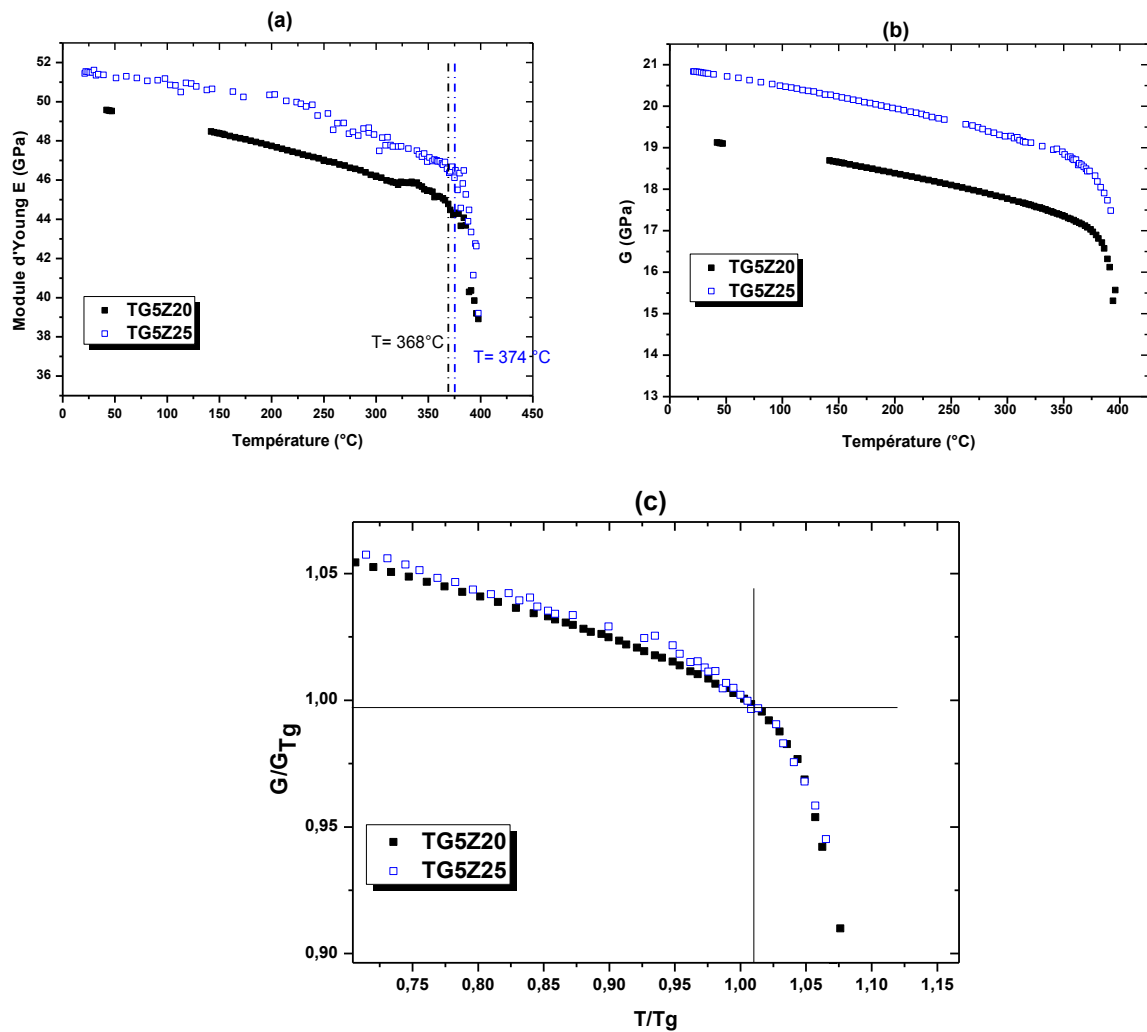 (a)
Module d'Young E (GPa)
52
51
50
48
46
44
42
41
39
38
36
35
TG5Z20
TG5Z25
T= 368°C
T= 374 °C
0 50 100 150 200 250 300 350 400 450
Température (°C)
(b)
G (GPa)
21
20
19
18
17
16
15
14
13
TG5Z20
TG5Z25
0 50 100 150 200 250 300 350 400
Température (°C)
(c)
G/GTg
1,05
1,00
0,95
0,90
TG5Z20
TG5Z25
0,75 0,80 0,85 0,90 0,95 1,00 1,05 1,10 1,15
T/Tg